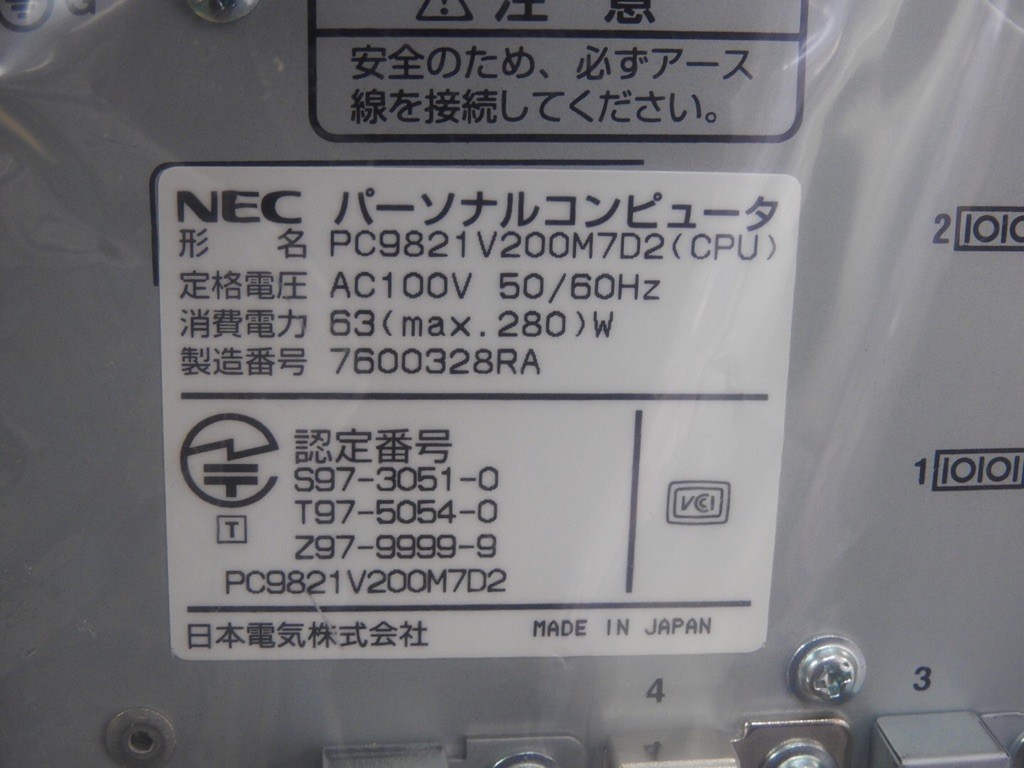 注意
安全のため、必ずアース
線を接続してください。
NEC パーソナルコンピュータ
形名 PC9821V200M7D2(CPU)
定格電圧 AC100V 50/60Hz
消費電力 63(max.280)W
製造番号 7600328RA
認定番号
S97-3051-0
T97-5054-0
Z97-9999-9
PC9821V200M7D2
T
VCI
日本電気株式会社 MADE IN JAPAN
2 IOIO
1 IOIOI
4
3